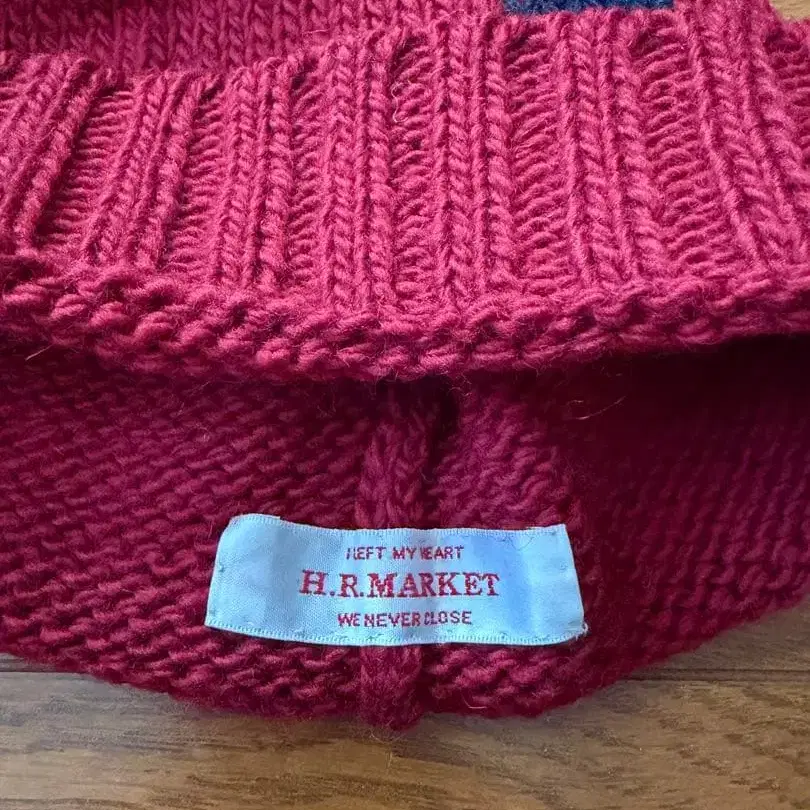 I LEFT MY HEART
H.R.MARKET
WE NEVER CLOSE